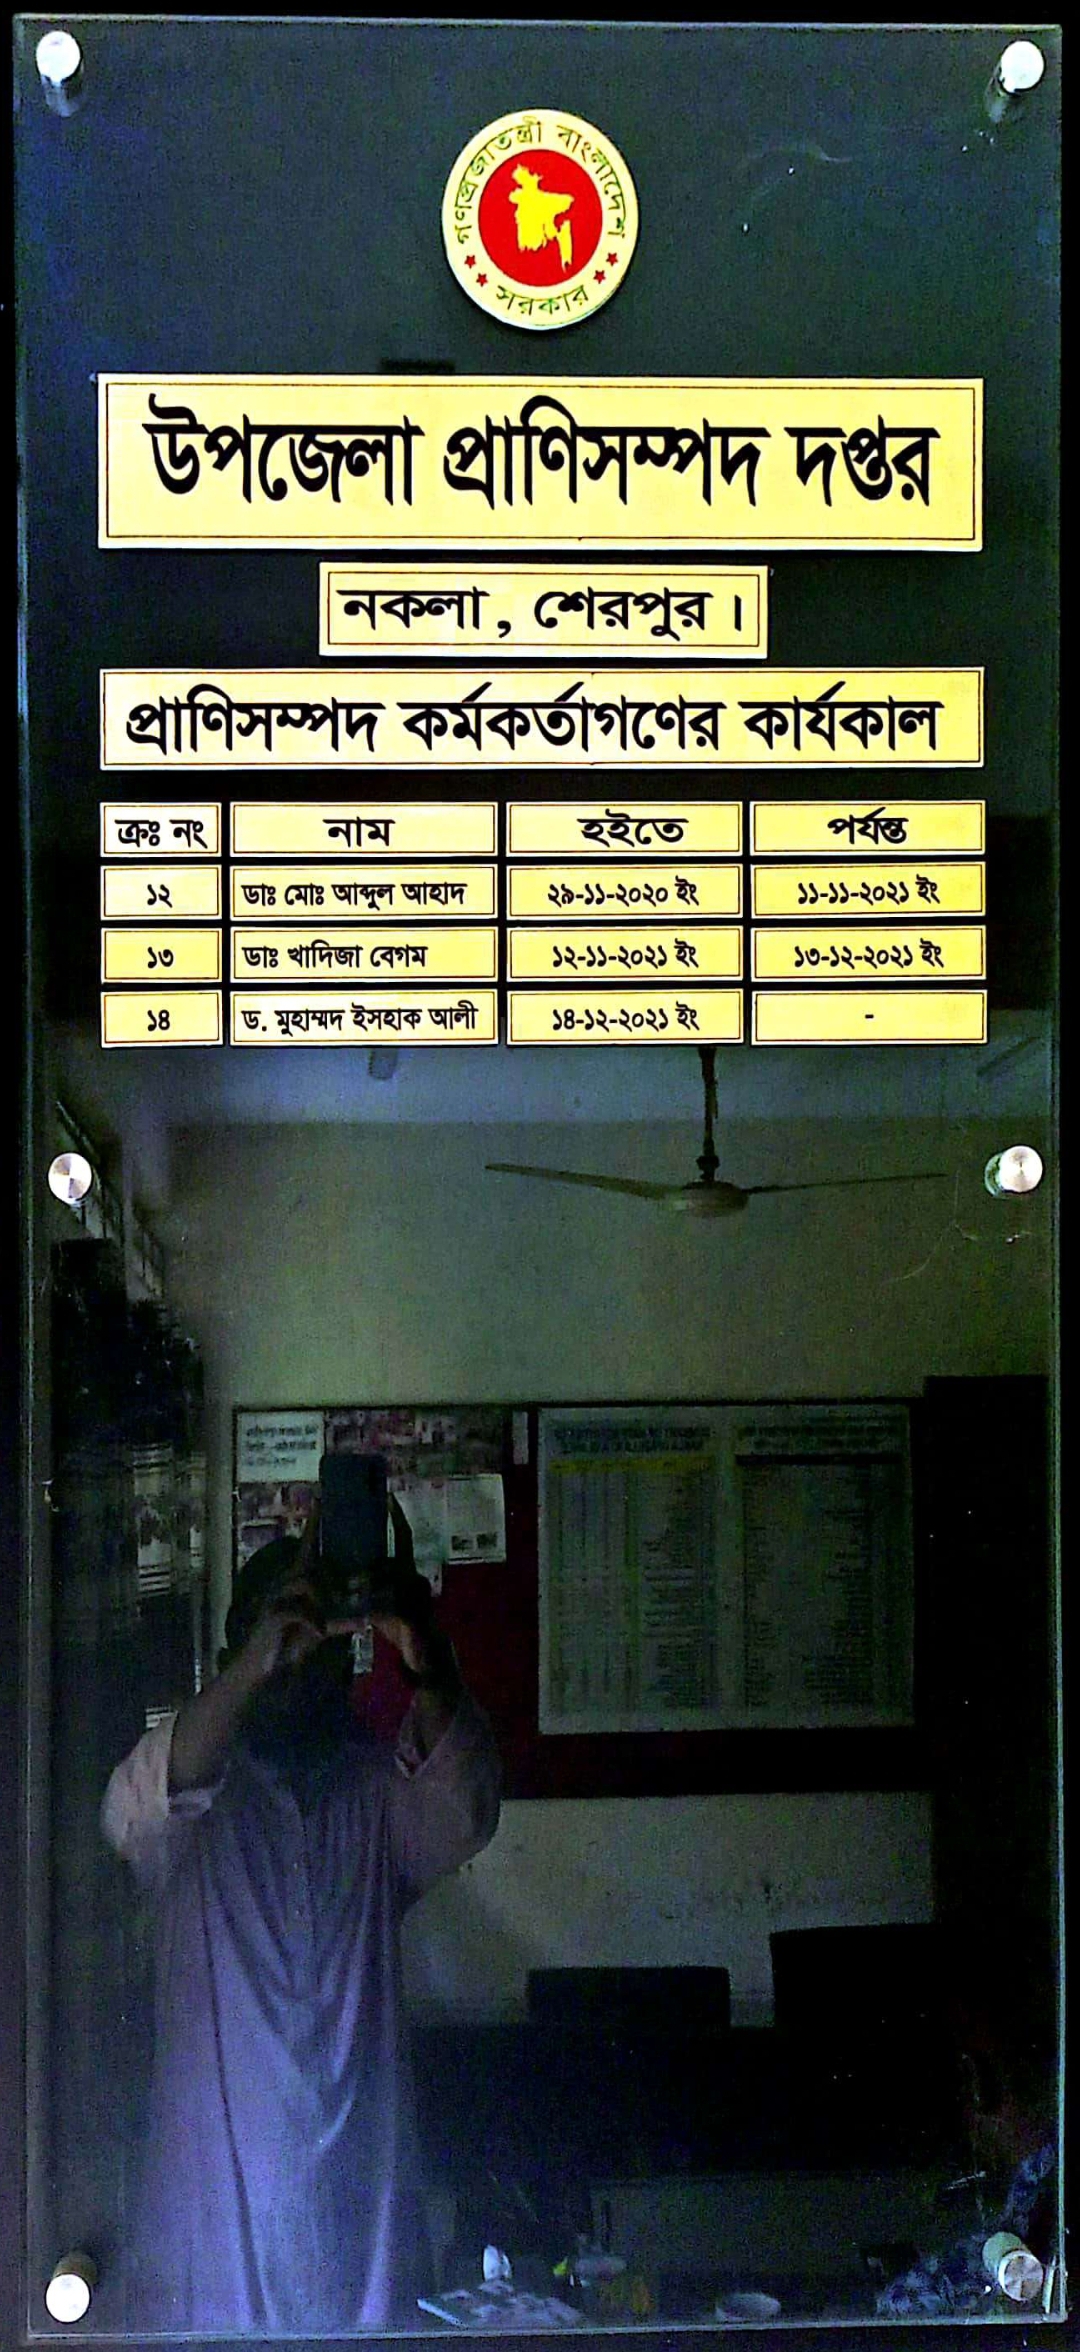 গণপ্রজাতন্ত্রী বাংলাদেশ
সরকার
উপজেলা প্রাণিসম্পদ দপ্তর
নকলা, শেরপুর।
প্রাণিসম্পদ কর্মকর্তাগণের কার্যকাল
ক্রঃ নং নাম হইতে পর্যন্ত
১২ ডাঃ মোঃ আব্দুল আহাদ ২৯-১১-২০২০ ইং ১১-১১-২০২১ ইং
১৩ ডাঃ খাদিজা বেগম ১২-১১-২০২১ ইং ১৩-১২-২০২১ ইং
১৪ ড. মুহাম্মদ ইসহাক আলী ১৪-১২-২০২১ ইং -